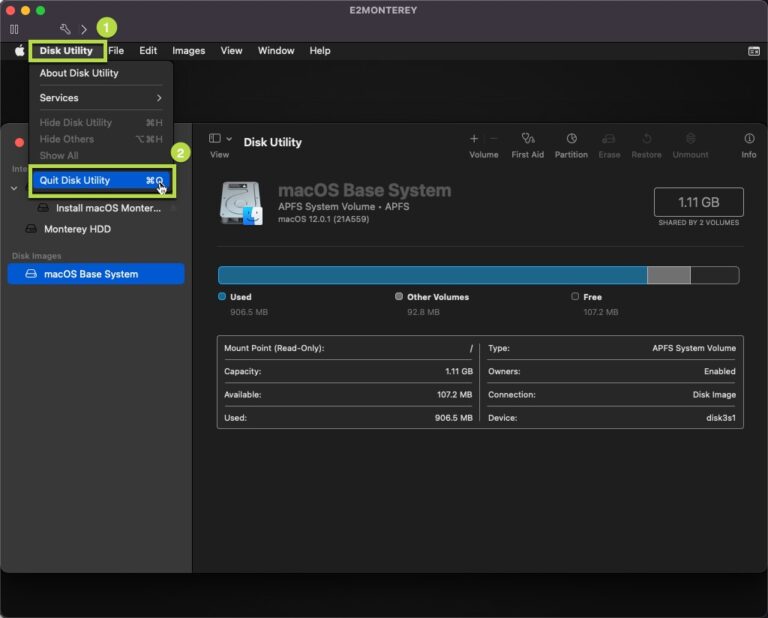 E2MONTEREY
1
Disk Utility File Edit Images View Window Help
About Disk Utility
Services
Hide Disk Utility ⌘H
Hide Others ⌥⌘H
Show All
2
Quit Disk Utility ⌘Q
Install macOS Monter...
Monterey HDD
Disk Images
macOS Base System
View
Disk Utility
Volume First Aid Partition Erase Restore Unmount Info
macOS Base System
APFS System Volume • APFS
macOS 12.0.1 (21A559)
1.11 GB
SHARED BY 2 VOLUMES
Used Other Volumes Free
906.5 MB 92.8 MB 107.2 MB
Mount Point (Read-Only): / Type: APFS System Volume
Capacity: 1.11 GB Owners: Enabled
Available: 107.2 MB Connection: Disk Image
Used: 906.5 MB Device: disk3s1